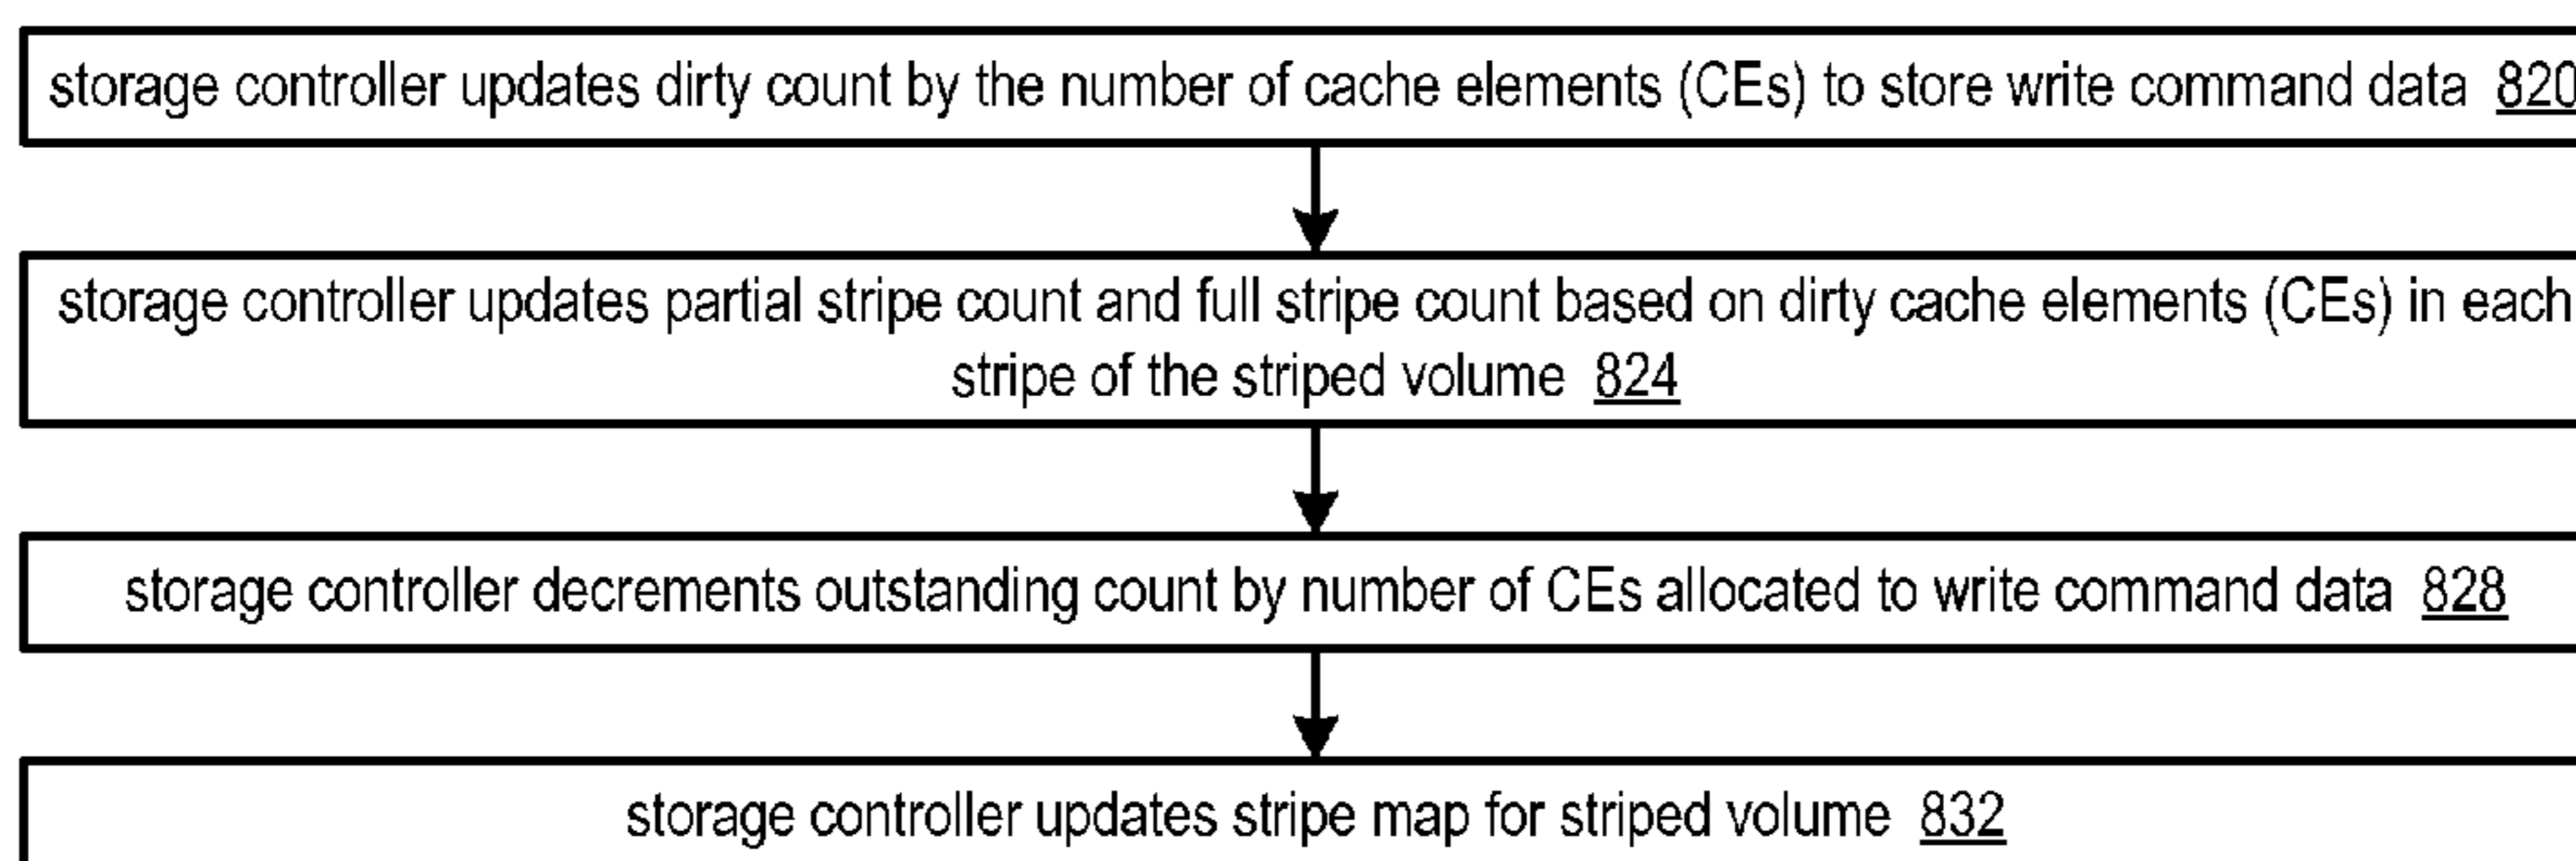 storage controller updates dirty count by the number of cache elements (CEs) to store write command data 820
storage controller updates partial stripe count and full stripe count based on dirty cache elements (CEs) in each
stripe of the striped volume 824
storage controller decrements outstanding count by number of CEs allocated to write command data 828
storage controller updates stripe map for striped volume 832